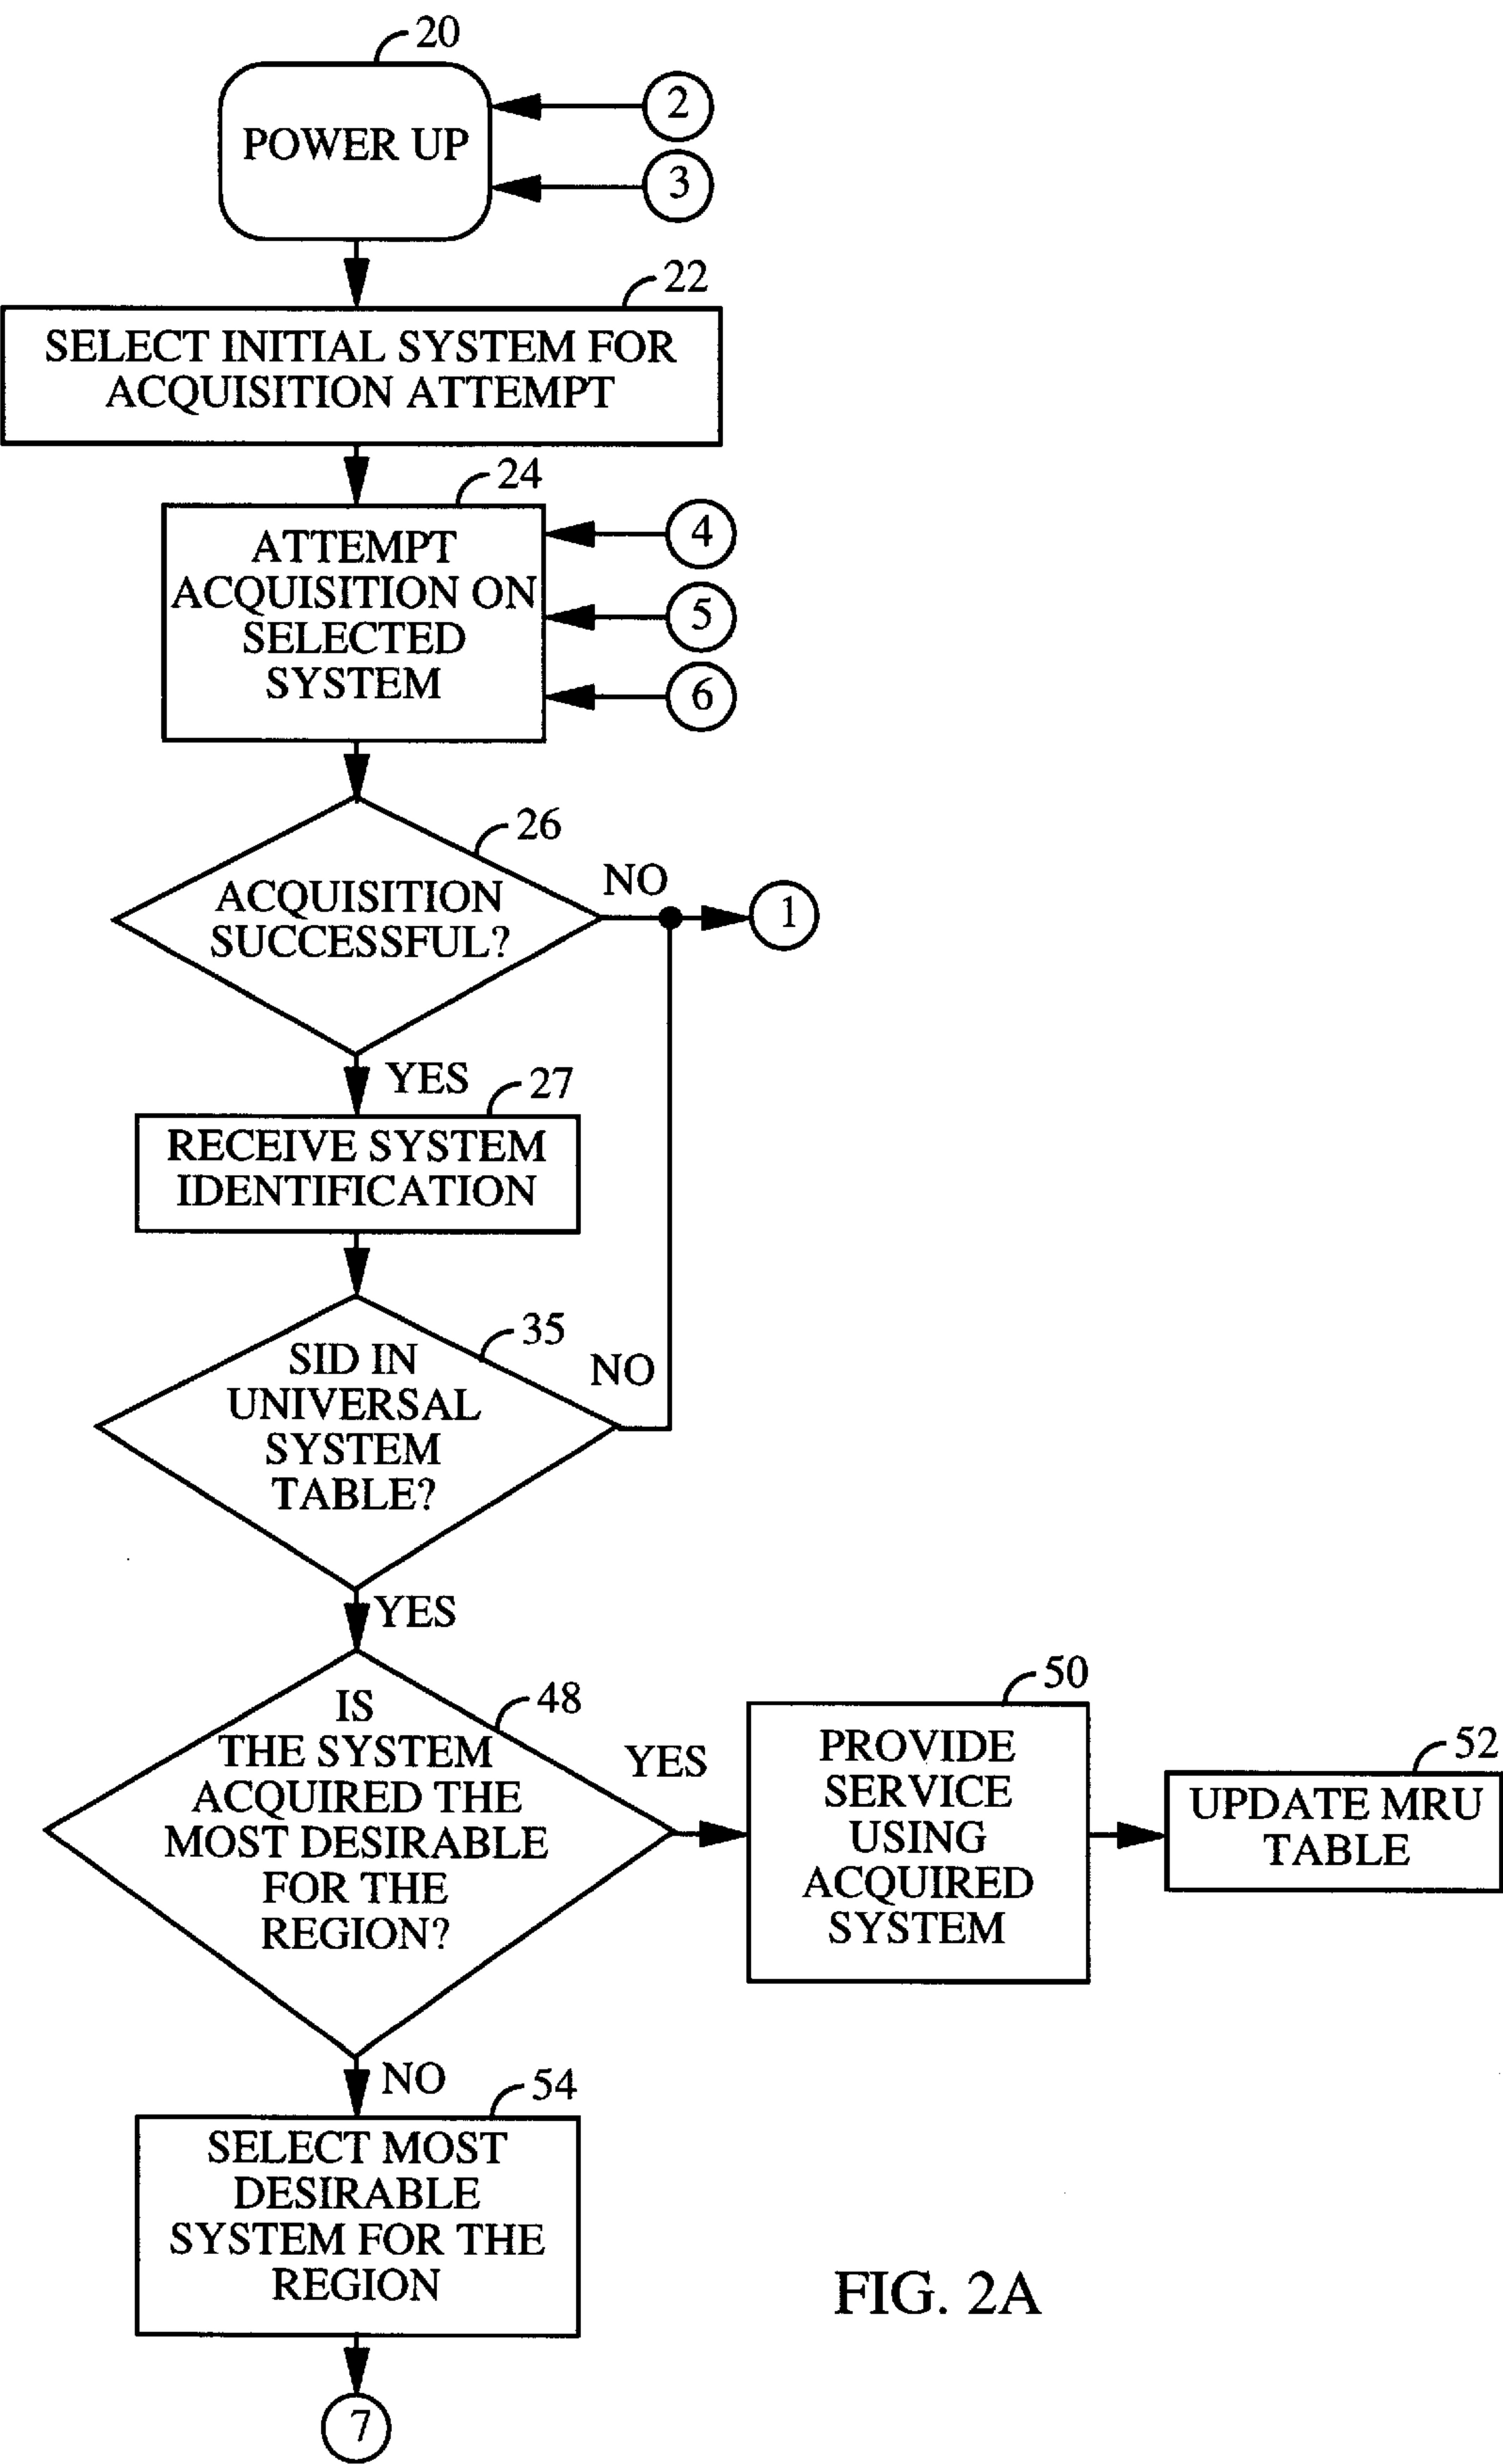 20
POWER UP
2
3
22
SELECT INITIAL SYSTEM FOR
ACQUISITION ATTEMPT
24
ATTEMPT
ACQUISITION ON
SELECTED
SYSTEM
4
5
6
26
ACQUISITION
SUCCESSFUL?
NO
1
YES
27
RECEIVE SYSTEM
IDENTIFICATION
35
SID IN
UNIVERSAL
SYSTEM
TABLE?
NO
YES
48
IS
THE SYSTEM
ACQUIRED THE
MOST DESIRABLE
FOR THE
REGION?
YES
50
PROVIDE
SERVICE
USING
ACQUIRED
SYSTEM
52
UPDATE MRU
TABLE
NO
54
SELECT MOST
DESIRABLE
SYSTEM FOR THE
REGION
7
FIG. 2A